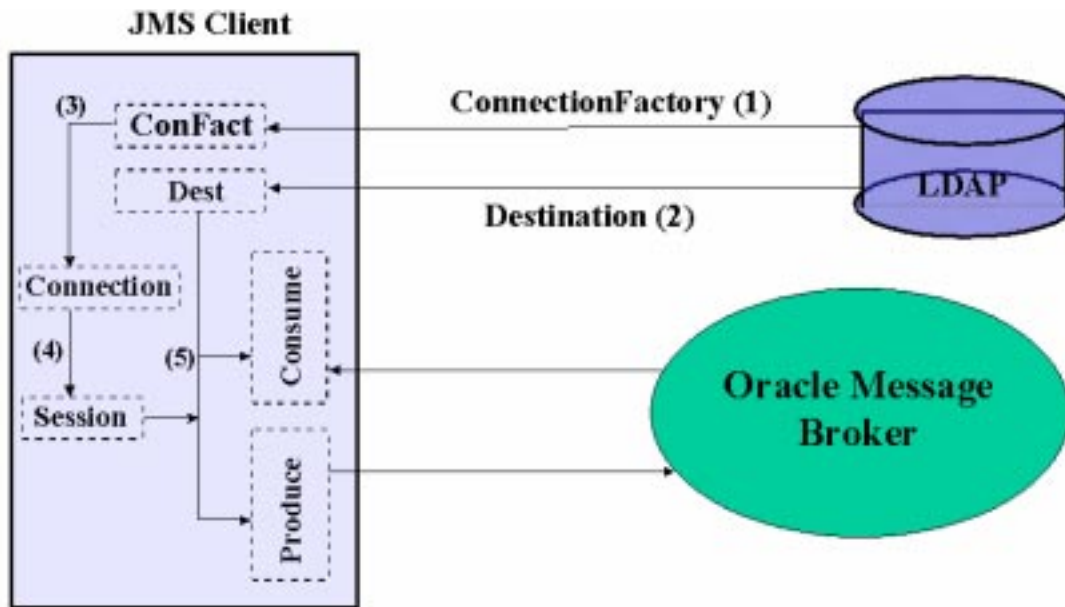 JMS Client
(3)
ConFact
ConnectionFactory (1)
Dest
Destination (2)
LDAP
Connection
Consume
(4)
(5)
Session
Produce
Oracle Message
Broker